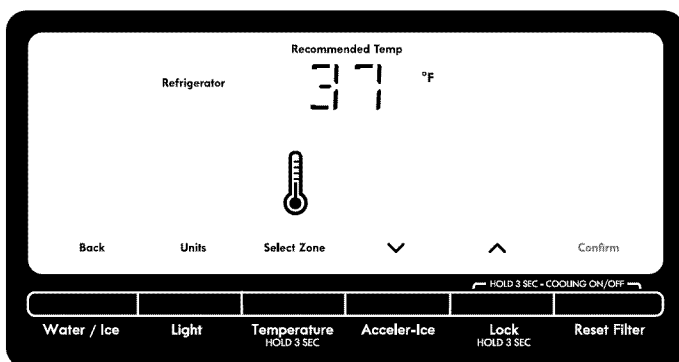 Recommended Temp
Refrigerator 37 °F
Back Units Select Zone Confirm
HOLD 3 SEC - COOLING ON/OFF
Water / Ice Light Temperature Acceler-Ice Lock Reset Filter
HOLD 3 SEC HOLD 3 SEC